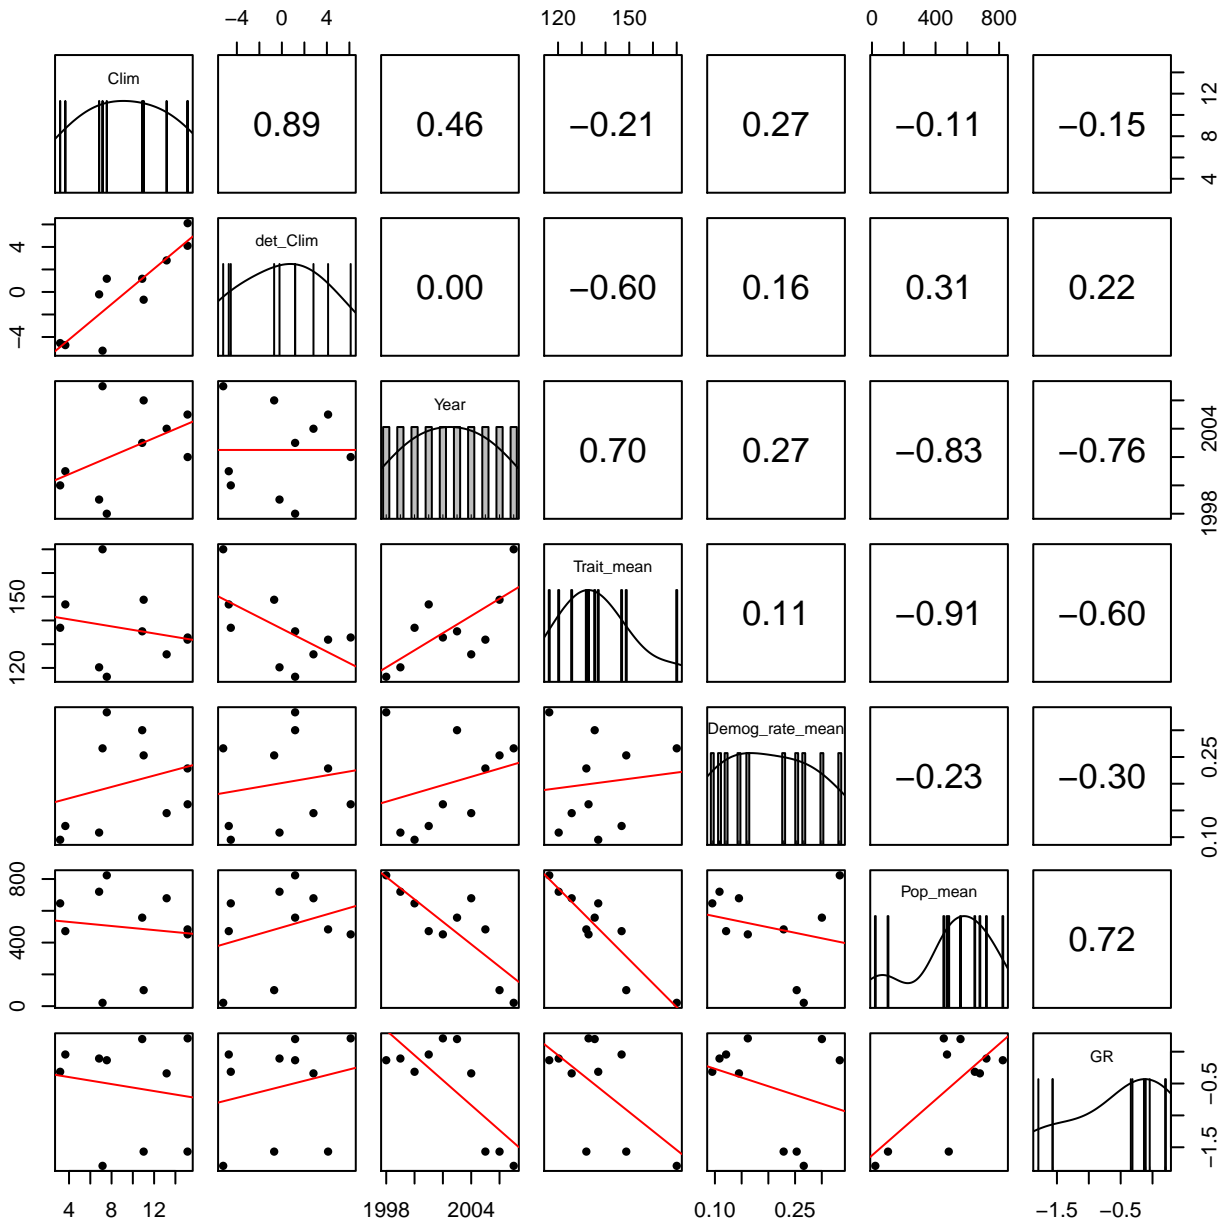 −4 0 4 120 150 0 400 800
Clim 0.89 0.46 −0.21 0.27 −0.11 −0.15 4 8 12
−4 0 4 det_Clim 0.00 −0.60 0.16 0.31 0.22
Year 0.70 0.27 −0.83 −0.76 1998 2004
120 150 Trait_mean 0.11 −0.91 −0.60
Demog_rate_mean −0.23 −0.30 0.10 0.25
0 400 800 Pop_mean 0.72
GR −1.5 −0.5
4 8 12 1998 2004 0.10 0.25 −1.5 −0.5